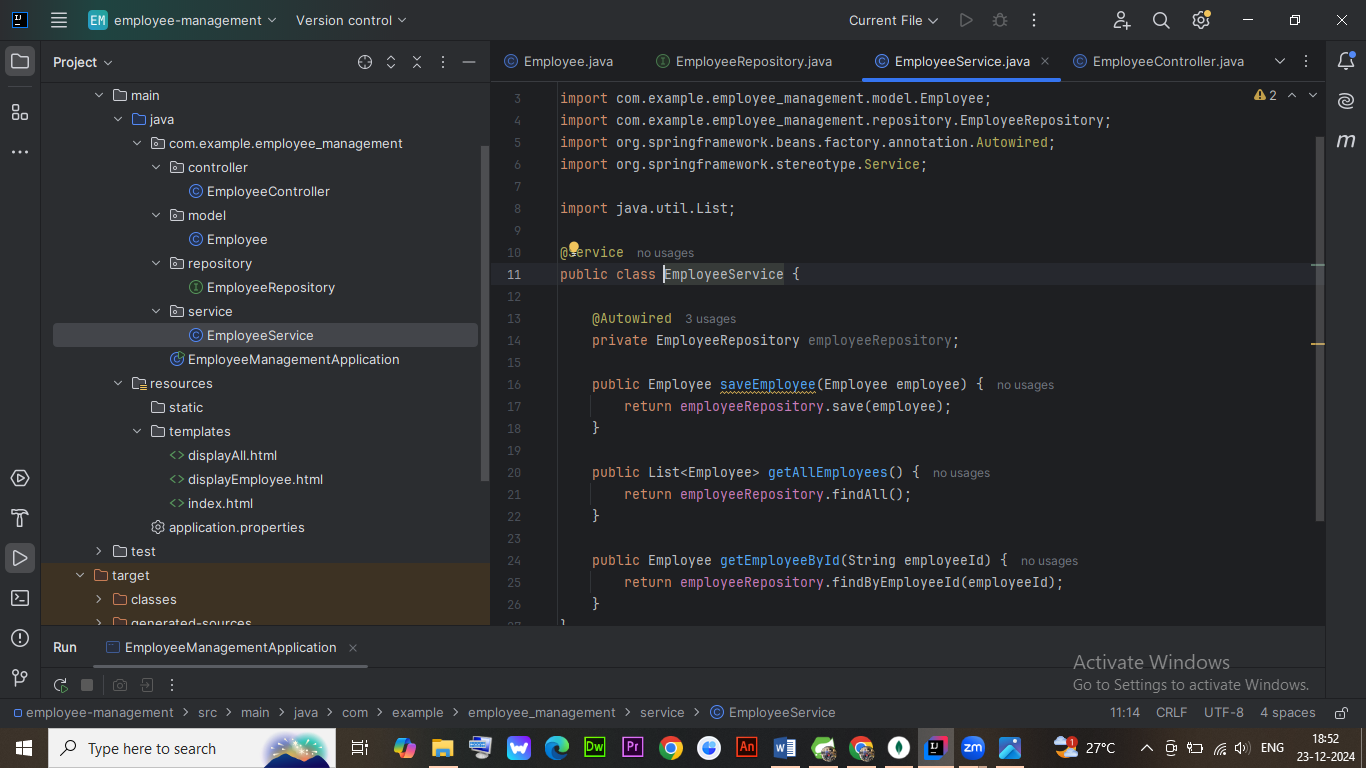 EM employee-management Version control Current File
Project
main
java
com.example.employee_management
controller
EmployeeController
model
Employee
repository
EmployeeRepository
service
EmployeeService
EmployeeManagementApplication
resources
static
templates
<> displayAll.html
<> displayEmployee.html
<> index.html
application.properties
test
target
classes
generated-sources
Employee.java EmployeeRepository.java EmployeeService.java EmployeeController.java
2
3 import com.example.employee_management.model.Employee;
4 import com.example.employee_management.repository.EmployeeRepository;
5 import org.springframework.beans.factory.annotation.Autowired;
6 import org.springframework.stereotype.Service;
7
8 import java.util.List;
9
10 @Service no usages
11 public class EmployeeService {
12
13 @Autowired 3 usages
14 private EmployeeRepository employeeRepository;
15
16 public Employee saveEmployee(Employee employee) { no usages
17 return employeeRepository.save(employee);
18 }
19
20 public List<Employee> getAllEmployees() { no usages
21 return employeeRepository.findAll();
22 }
23
24 public Employee getEmployeeById(String employeeId) { no usages
25 return employeeRepository.findByEmployeeId(employeeId);
26 }
Run EmployeeManagementApplication
Activate Windows
Go to Settings to activate Windows.
employee-management > src > main > java > com > example > employee_management > service > EmployeeService 11:14 CRLF UTF-8 4 spaces
Type here to search Dw Pr An W zm 1 27°C ENG
18:52
23-12-2024